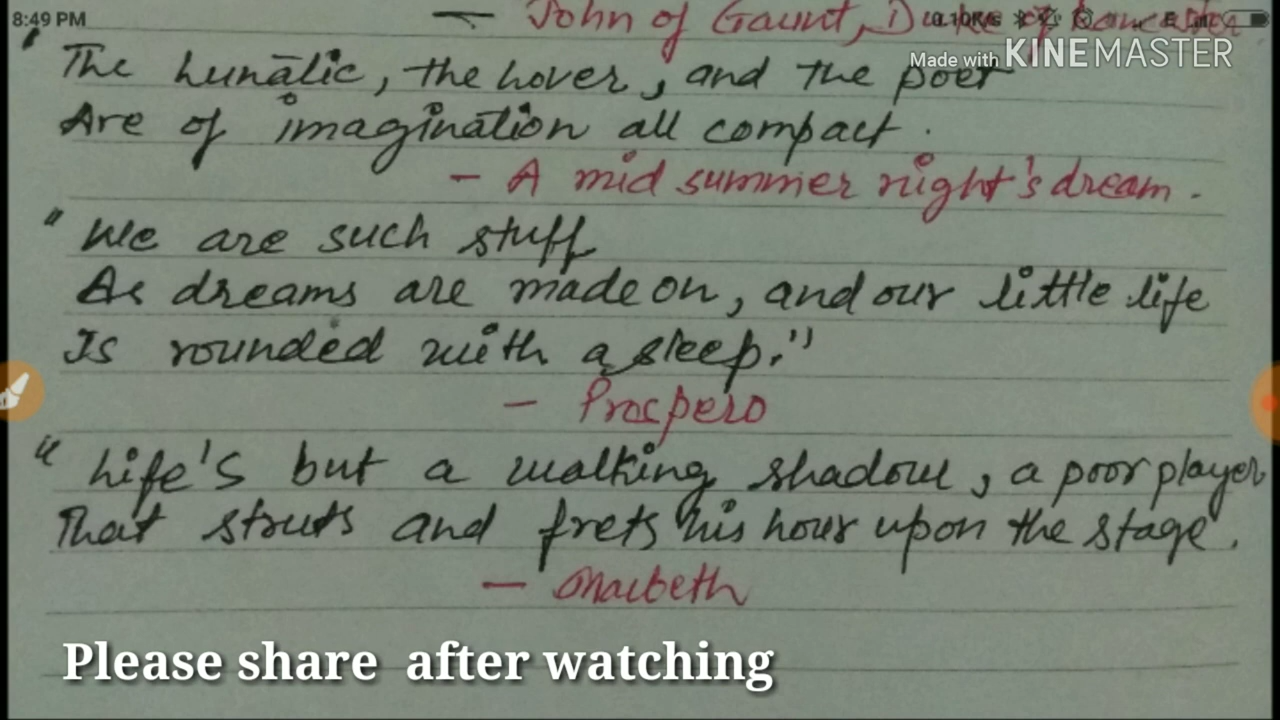 8:49 PM
— John of Gaunt, Duke of Lancaster
Made with KINEMASTER
"The Lunatic, the Lover, and the poet
Are of imagination all compact.
- A mid summer night's dream.
"We are such stuff
As dreams are made on, and our little life
Is rounded with a sleep."
- Prospero
"Life's but a walking shadow, a poor player
That struts and frets his hour upon the stage.
- Macbeth
Please share after watching